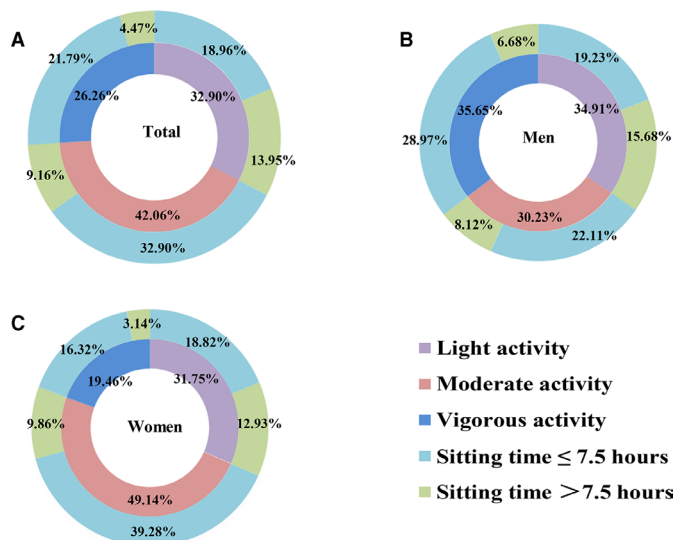 A
4.47%
21.79%
18.96%
26.26%
32.90%
Total
9.16%
13.95%
42.06%
32.90%
B
6.68%
19.23%
35.65%
34.91%
28.97%
Men
15.68%
8.12%
30.23%
22.11%
C
3.14%
16.32%
18.82%
19.46%
31.75%
9.86%
Women
12.93%
49.14%
39.28%
Light activity
Moderate activity
Vigorous activity
Sitting time ≤ 7.5 hours
Sitting time ＞7.5 hours